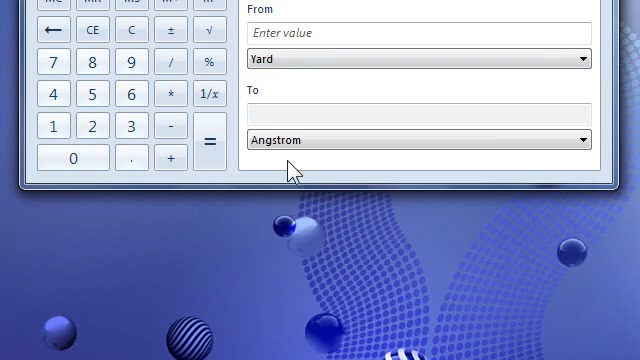 From
Enter value
← CE C ± √
Yard
7 8 9 / %
To
4 5 6 * 1/x
1 2 3 - =
Angstrom
0 . +